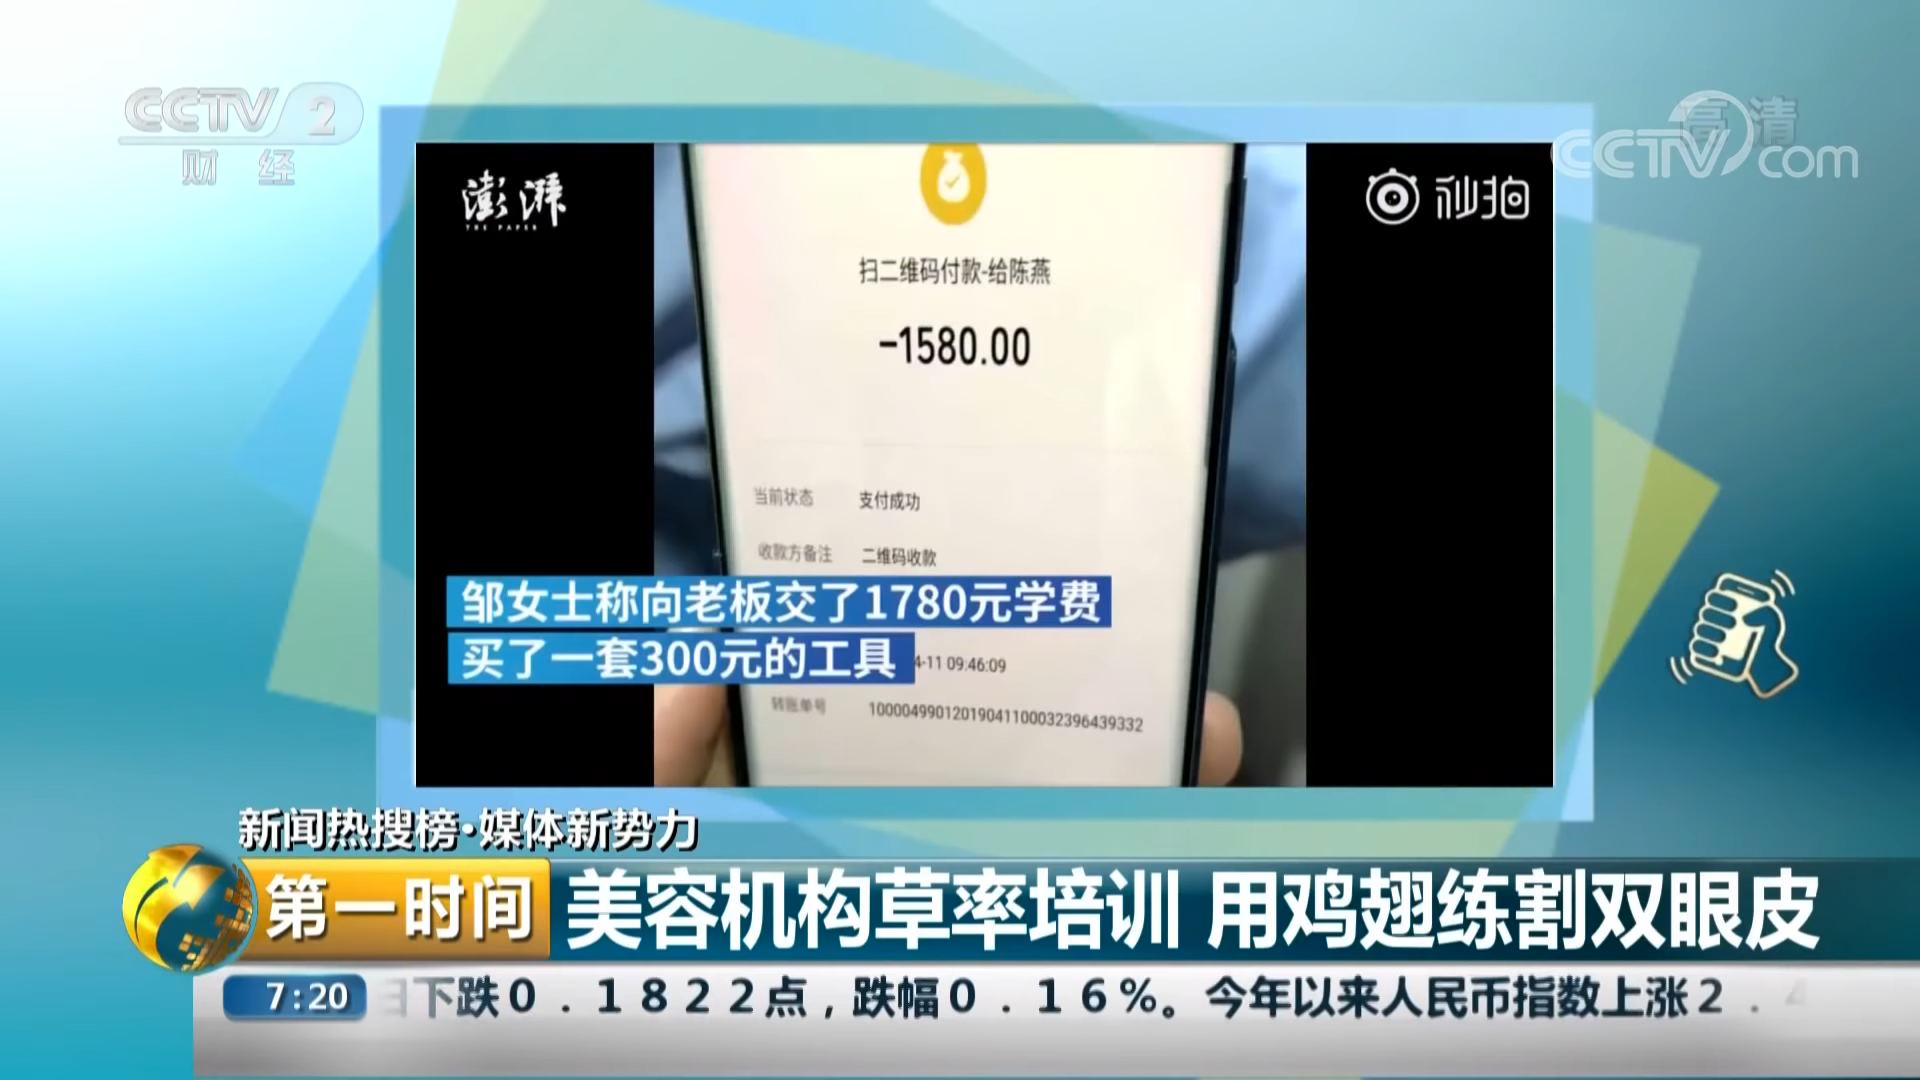 CCTV 2
财 经
高清
CCTV com
澎湃
THE PAPER
秒拍
扫二维码付款-给陈燕
-1580.00
当前状态 支付成功
收款方备注 二维码收款
邹女士称向老板交了1780元学费
买了一套300元的工具
4-11 09:46:09
转账单号 1000049901201904110003239643​9332
新闻热搜榜·媒体新势力
第一时间 美容机构草率培训 用鸡翅练割双眼皮
7:20 日下跌0.1822点，跌幅0.16%。今年以来人民币指数上涨2.4